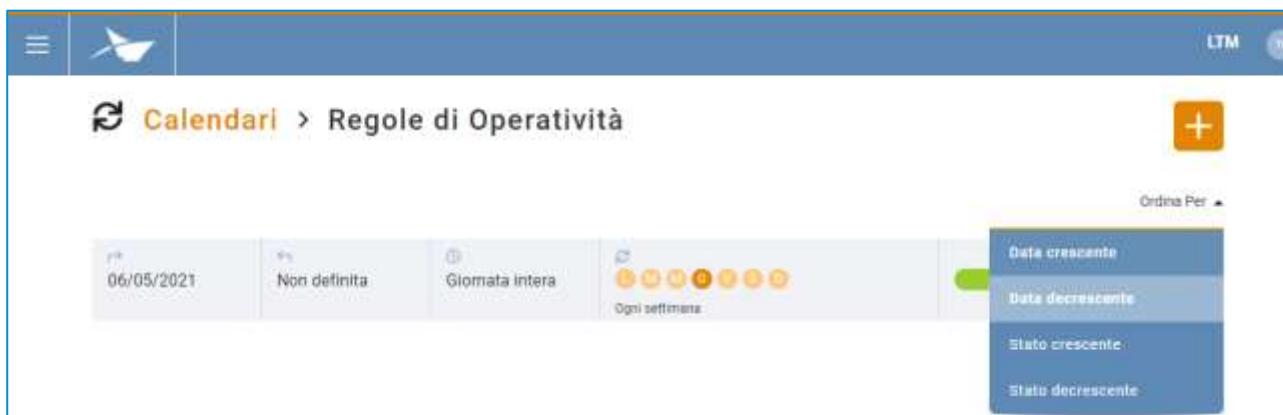 LTM
Calendari > Regole di Operatività
Ordina Per
06/05/2021 Non definita Giornata intera
L M M G V S D
Ogni settimana
Data crescente
Data decrescente
Stato crescente
Stato decrescente